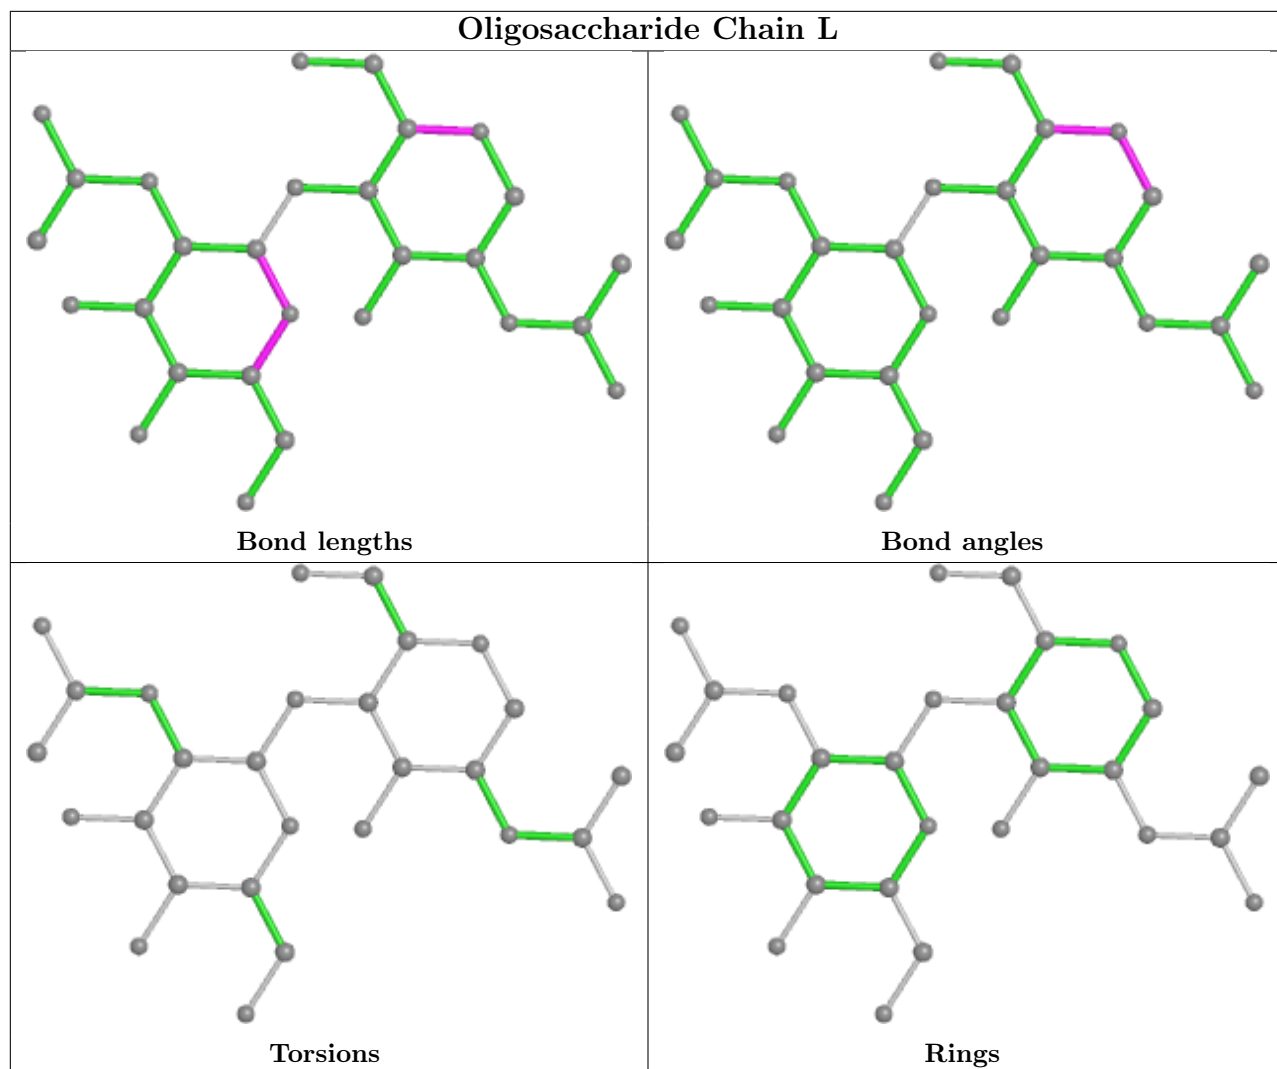 Oligosaccharide Chain L
Bond lengths
Bond angles
Torsions
Rings